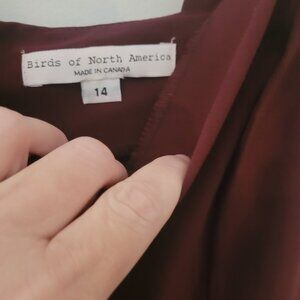 Birds of North America
MADE IN CANADA
14